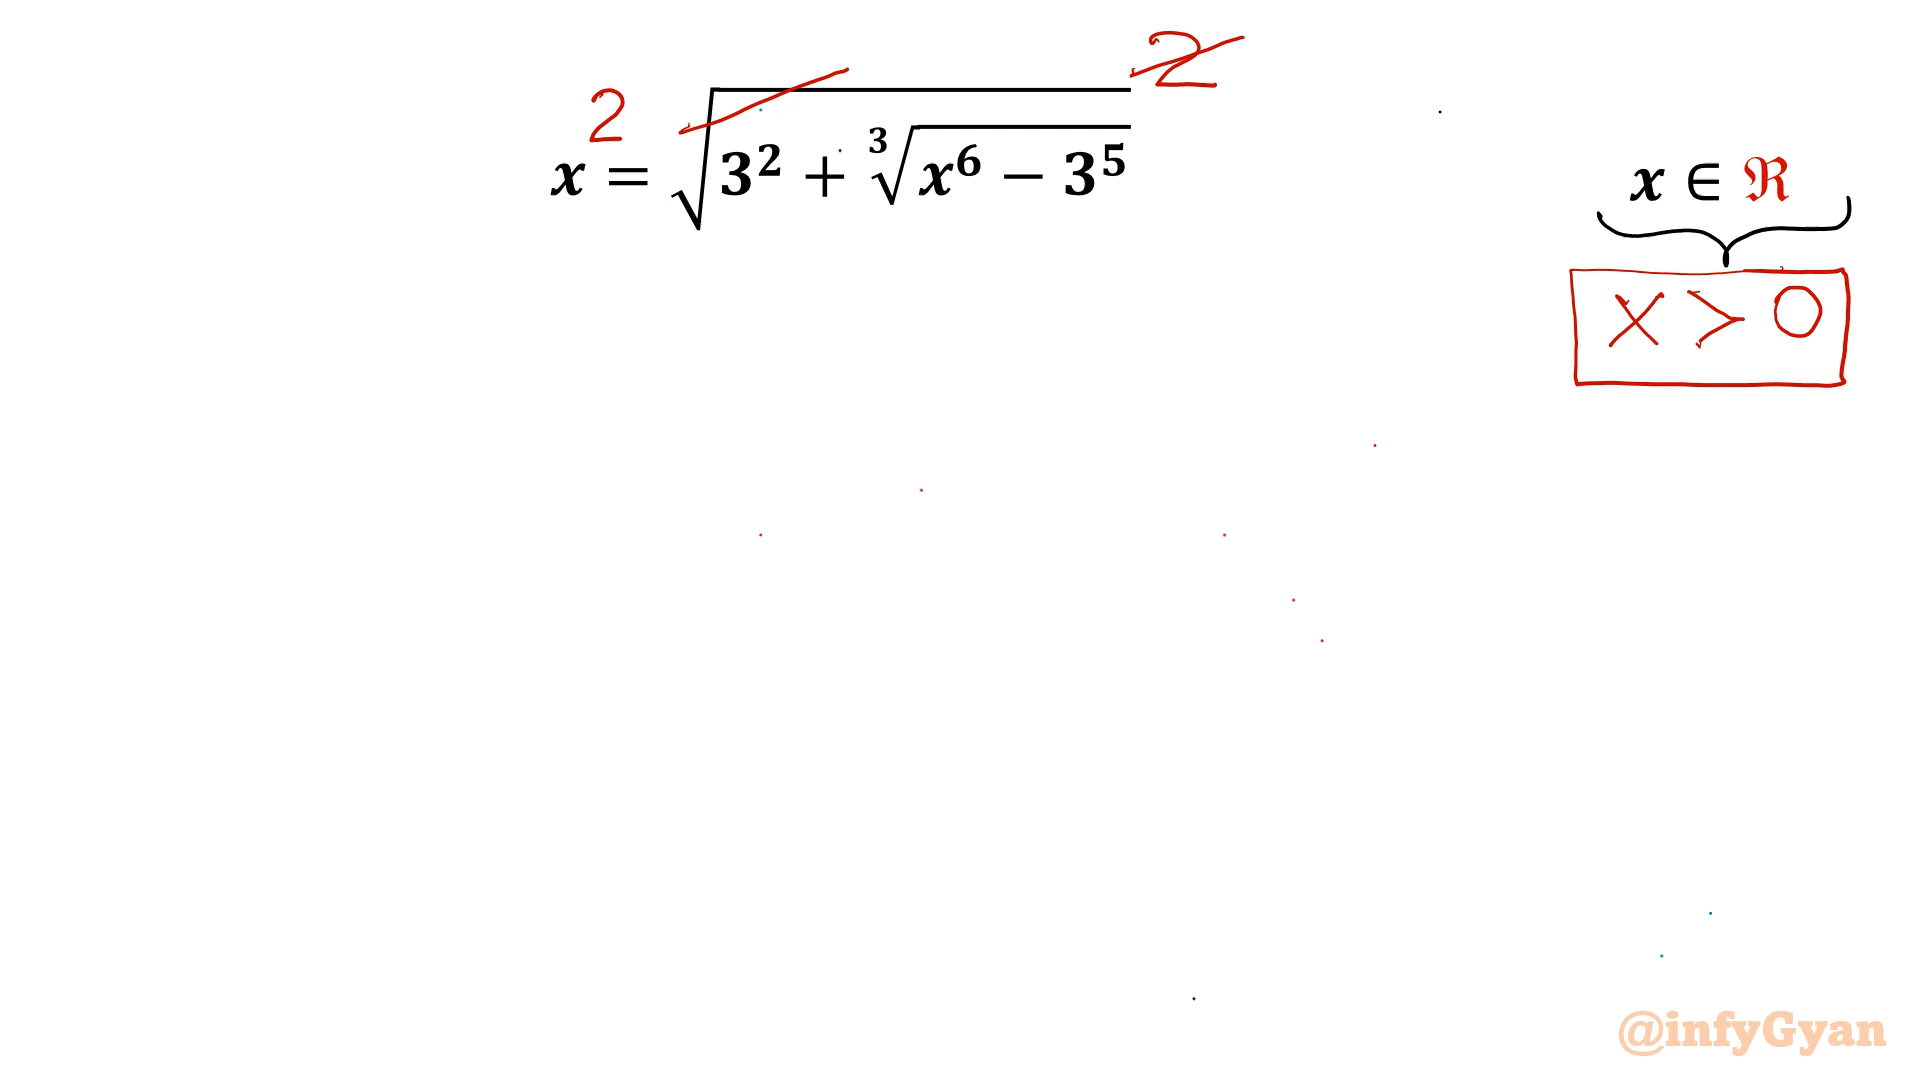 x² = √(3² + ∛(x⁶ − 3⁵)) ²
x ∈ ℜ
x > 0
@infyGyan